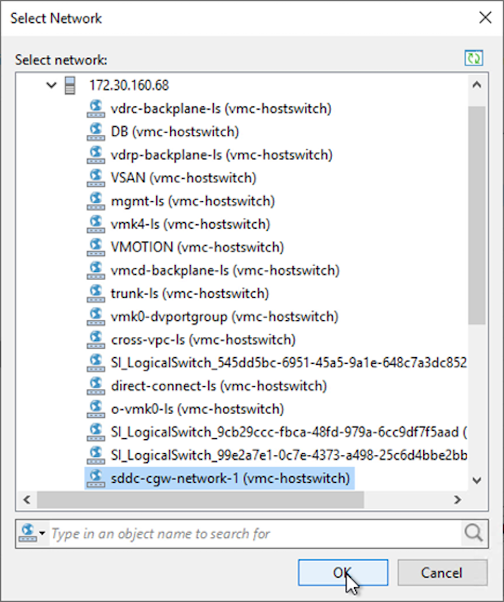 Select Network
Select network:
172.30.160.68
vdrc-backplane-ls (vmc-hostswitch)
DB (vmc-hostswitch)
vdrp-backplane-ls (vmc-hostswitch)
VSAN (vmc-hostswitch)
mgmt-ls (vmc-hostswitch)
vmk4-ls (vmc-hostswitch)
VMOTION (vmc-hostswitch)
vmcd-backplane-ls (vmc-hostswitch)
trunk-ls (vmc-hostswitch)
vmk0-dvportgroup (vmc-hostswitch)
cross-vpc-ls (vmc-hostswitch)
SI_LogicalSwitch_545dd5bc-6951-45a5-9a1e-648c7a3dc852
direct-connect-ls (vmc-hostswitch)
o-vmk0-ls (vmc-hostswitch)
SI_LogicalSwitch_9cb29ccc-fbca-48fd-979a-6cc9df7f5aad (
SI_LogicalSwitch_99e2a7e1-0c7e-4373-a498-25c6d4bbe2bb
sddc-cgw-network-1 (vmc-hostswitch)
Type in an object name to search for
OK Cancel